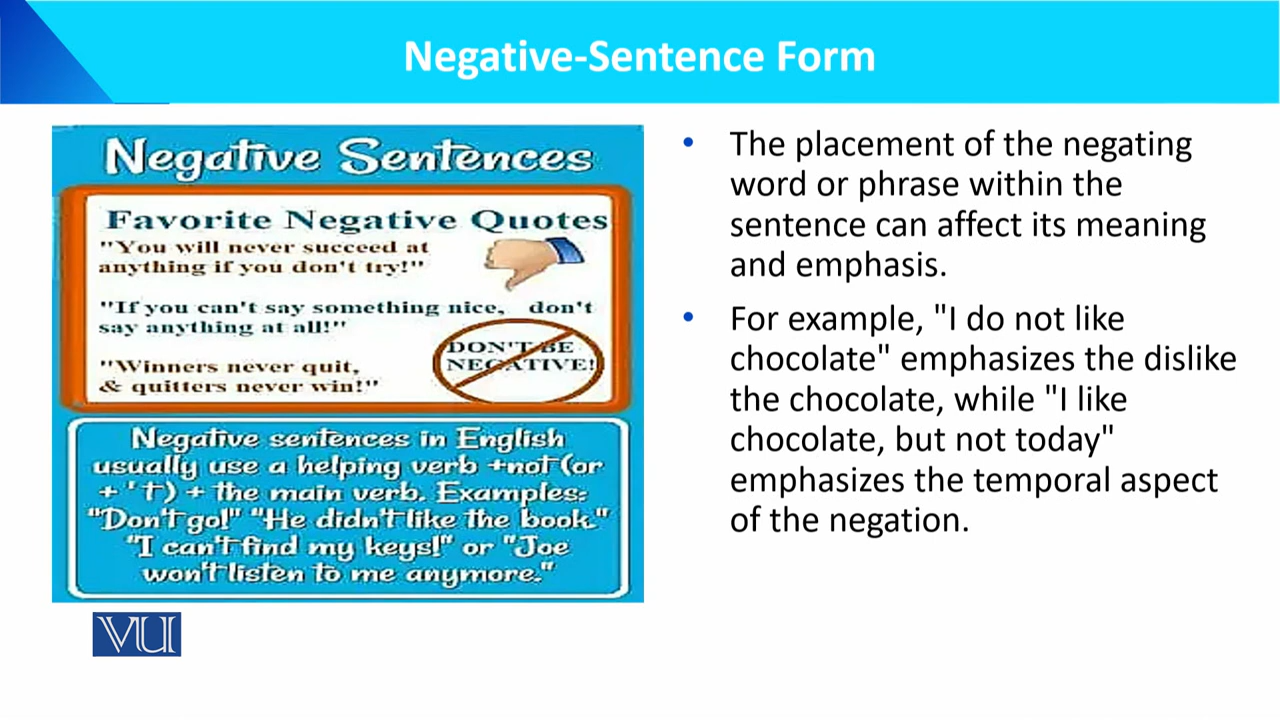 Negative-Sentence Form
Negative Sentences
Favorite Negative Quotes
"You will never succeed at
anything if you don't try!"
"If you can't say something nice, don't
say anything at all!"
DON'T BE
NEGATIVE!
"Winners never quit,
& quitters never win!"
Negative sentences in English
usually use a helping verb +not (or
+ 't) + the main verb. Examples:
"Don't go!" "He didn't like the book."
"I can't find my keys!" or "Joe
won't listen to me anymore."
VU
• The placement of the negating
word or phrase within the
sentence can affect its meaning
and emphasis.
• For example, "I do not like
chocolate" emphasizes the dislike
the chocolate, while "I like
chocolate, but not today"
emphasizes the temporal aspect
of the negation.